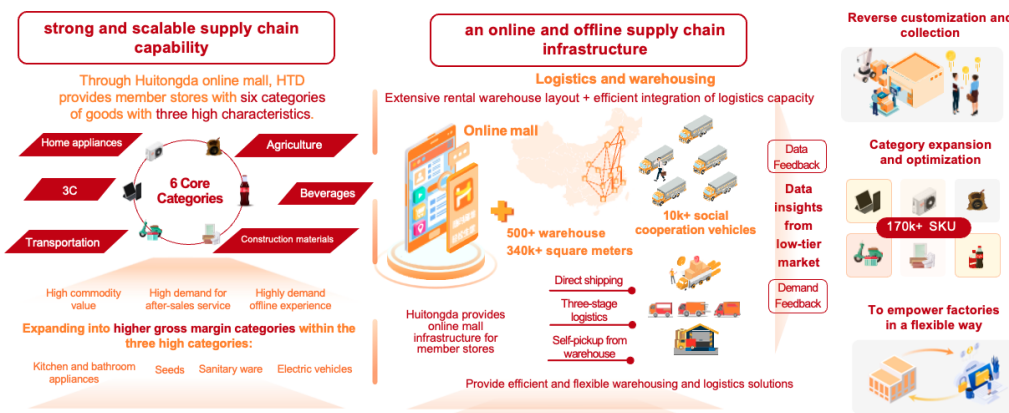 strong and scalable supply chain
capability
Through Huitongda online mall, HTD
provides member stores with six categories
of goods with three high characteristics.
Home appliances
Agriculture
3C
6 Core
Categories
Beverages
Transportation
Construction materials
High commodity
value
High demand for
after-sales service
Highly demand
offline experience
Expanding into higher gross margin categories within the
three high categories:
Kitchen and bathroom
appliances
Seeds
Sanitary ware
Electric vehicles
an online and offline supply chain
infrastructure
Logistics and warehousing
Extensive rental warehouse layout + efficient integration of logistics capacity
Online mall
500+ warehouse
340k+ square meters
10k+ social
cooperation vehicles
Huitongda provides
online mall
infrastructure for
member stores
Direct shipping
Three-stage
logistics
Self-pickup from
warehouse
Provide efficient and flexible warehousing and logistics solutions
Data
Feedback
Data
insights
from
low-tier
market
Demand
Feedback
Reverse customization and
collection
Category expansion
and optimization
170k+ SKU
To empower factories
in a flexible way